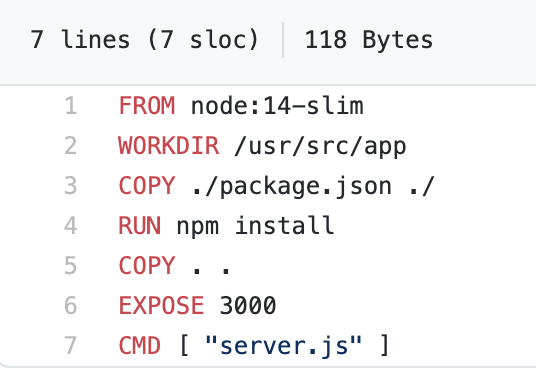 7 lines (7 sloc) 118 Bytes
1 FROM node:14-slim
2 WORKDIR /usr/src/app
3 COPY ./package.json ./
4 RUN npm install
5 COPY . .
6 EXPOSE 3000
7 CMD [ "server.js" ]